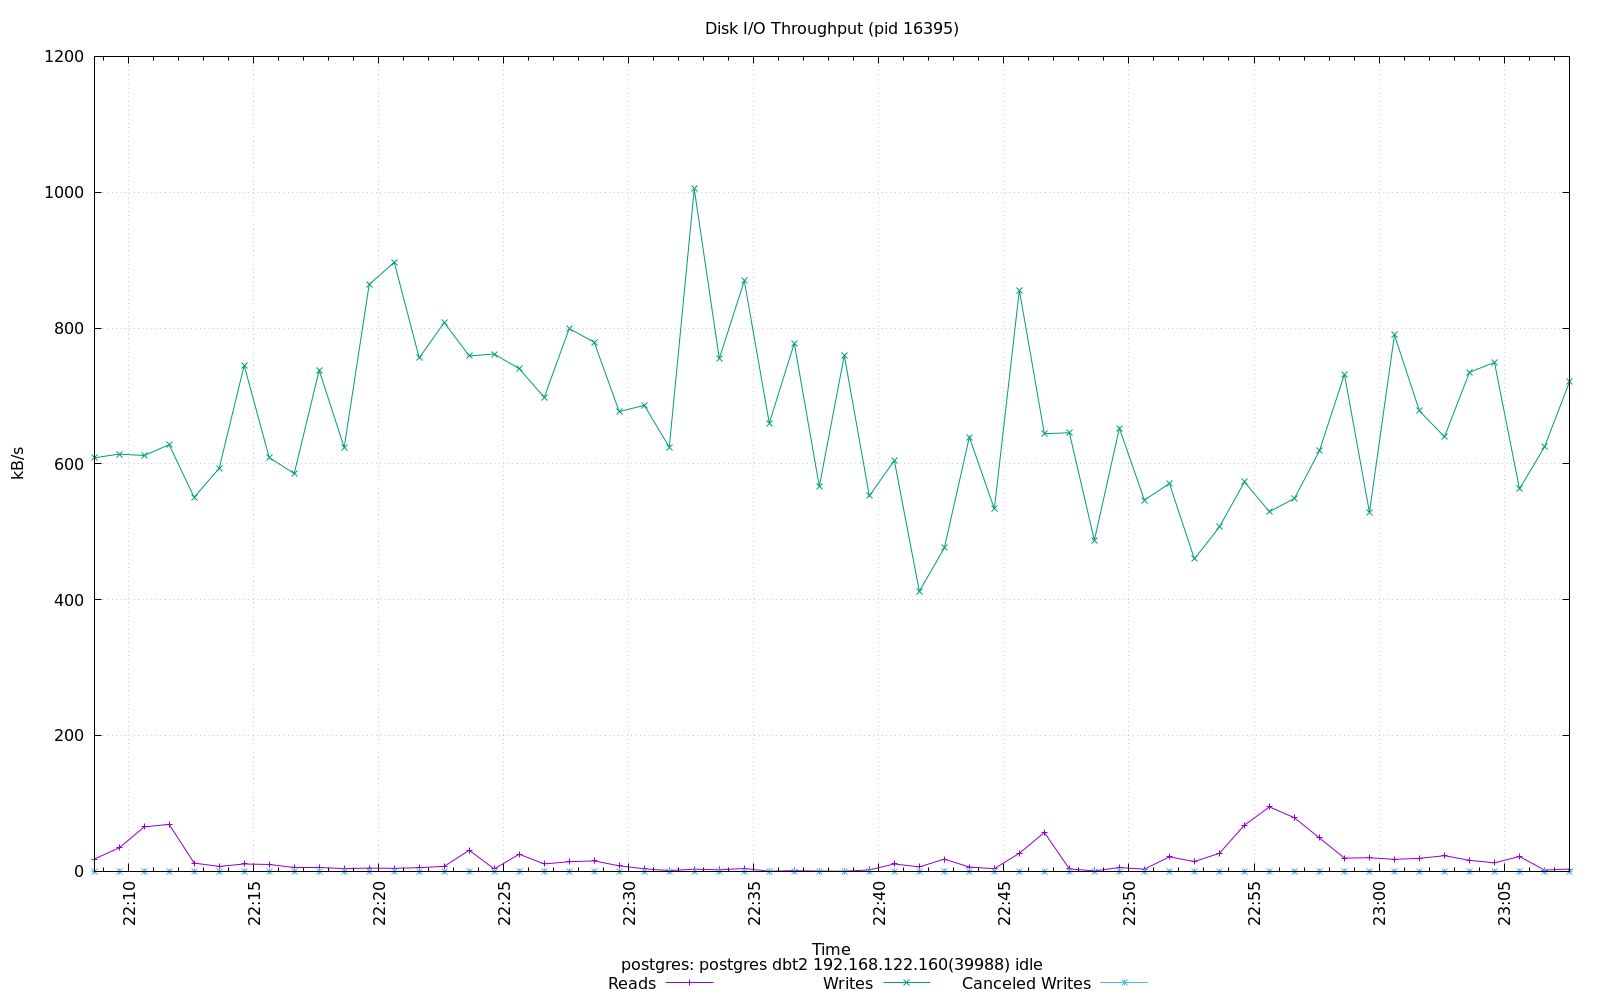 Disk I/O Throughput (pid 16395)
1200
1000
800
600
400
200
0
kB/s
22:10 22:15 22:20 22:25 22:30 22:35 22:40 22:45 22:50 22:55 23:00 23:05
Time
postgres: postgres dbt2 192.168.122.160(39988) idle
Reads Writes Canceled Writes